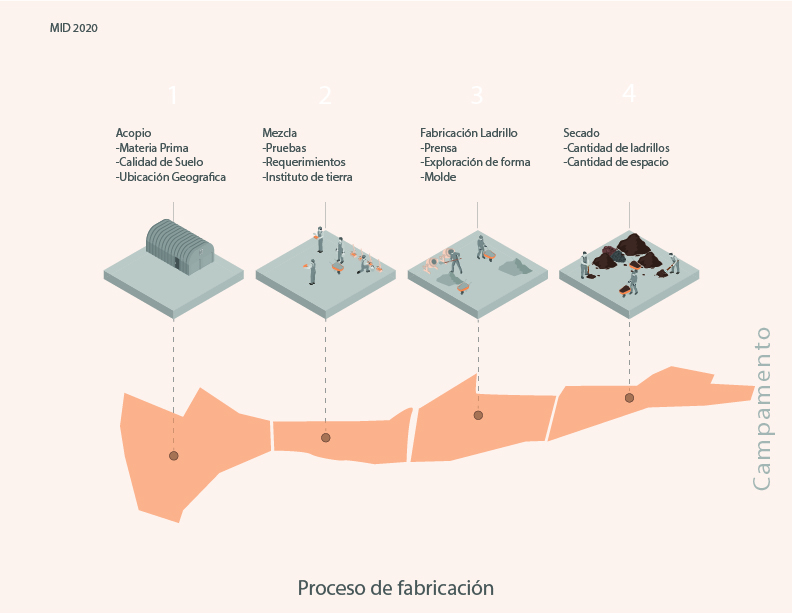 MID 2020
1
2
3
4
Acopio
-Materia Prima
-Calidad de Suelo
-Ubicación Geografica
Mezcla
-Pruebas
-Requerimientos
-Instituto de tierra
Fabricación Ladrillo
-Prensa
-Exploración de forma
-Molde
Secado
-Cantidad de ladrillos
-Cantidad de espacio
Campamento
Proceso de fabricación